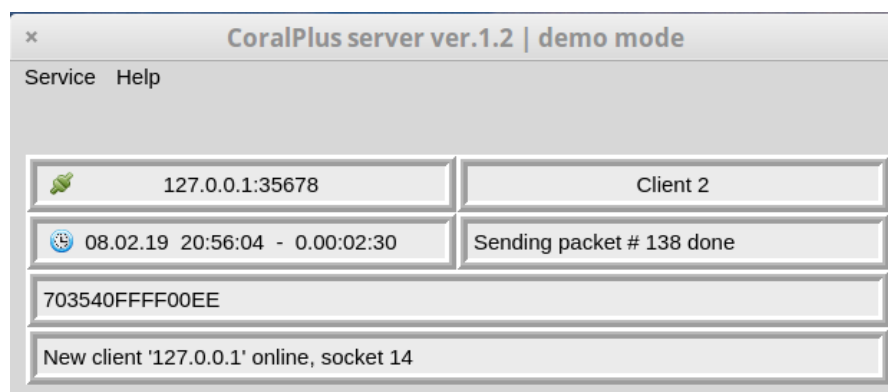 CoralPlus server ver.1.2 | demo mode
Service Help
127.0.0.1:35678
Client 2
08.02.19 20:56:04 - 0.00:02:30
Sending packet # 138 done
703540FFFF00EE
New client '127.0.0.1' online, socket 14